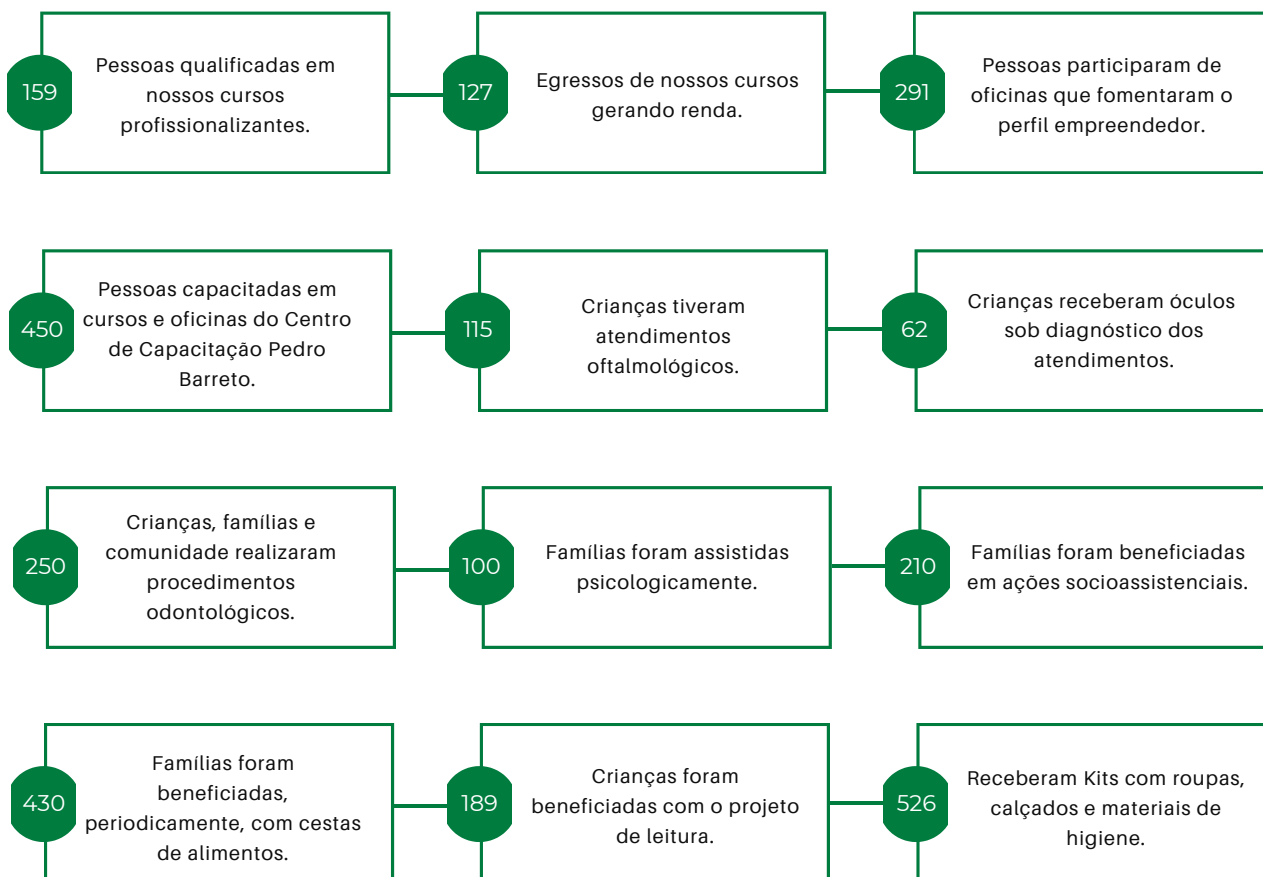 159
Pessoas qualificadas em
nossos cursos
profissionalizantes.
127
Egressos de nossos cursos
gerando renda.
291
Pessoas participaram de
oficinas que fomentaram o
perfil empreendedor.
450
Pessoas capacitadas em
cursos e oficinas do Centro
de Capacitação Pedro
Barreto.
115
Crianças tiveram
atendimentos
oftalmológicos.
62
Crianças receberam óculos
sob diagnóstico dos
atendimentos.
250
Crianças, famílias e
comunidade realizaram
procedimentos
odontológicos.
100
Famílias foram assistidas
psicologicamente.
210
Famílias foram beneficiadas
em ações socioassistenciais.
430
Famílias foram
beneficiadas,
periodicamente, com cestas
de alimentos.
189
Crianças foram
beneficiadas com o projeto
de leitura.
526
Receberam Kits com roupas,
calçados e materiais de
higiene.